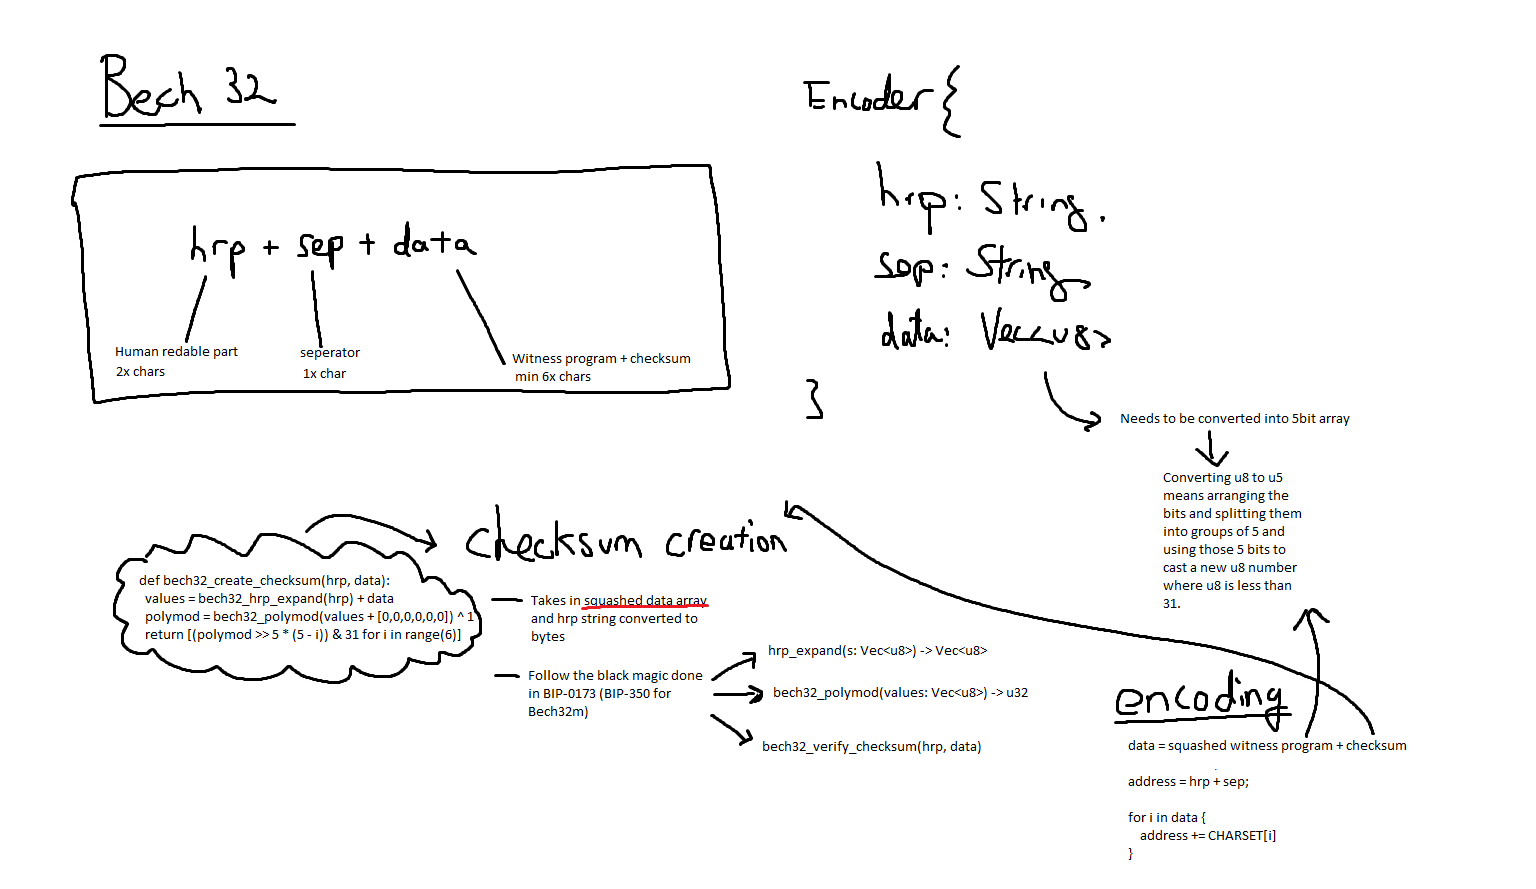 Bech 32
hrp + sep + data
Human redable part
2x chars
seperator
1x char
Witness program + checksum
min 6x chars
Encoder{
hrp: String,
sep: String,
data: Vec<u8>
}
Needs to be converted into 5bit array
Converting u8 to u5
means arranging the
bits and splitting them
into groups of 5 and
using those 5 bits to
cast a new u8 number
where u8 is less than
31.
checksum creation
def bech32_create_checksum(hrp, data):
values = bech32_hrp_expand(hrp) + data
polymod = bech32_polymod(values + [0,0,0,0,0,0]) ^ 1
return [(polymod >> 5 * (5 - i)) & 31 for i in range(6)]
Takes in squashed data array
and hrp string converted to
bytes
Follow the black magic done
in BIP-0173 (BIP-350 for
Bech32m)
hrp_expand(s: Vec<u8>) -> Vec<u8>
bech32_polymod(values: Vec<u8>) -> u32
bech32_verify_checksum(hrp, data)
encoding
data = squashed witness program + checksum
address = hrp + sep;
for i in data {
address += CHARSET[i]
}